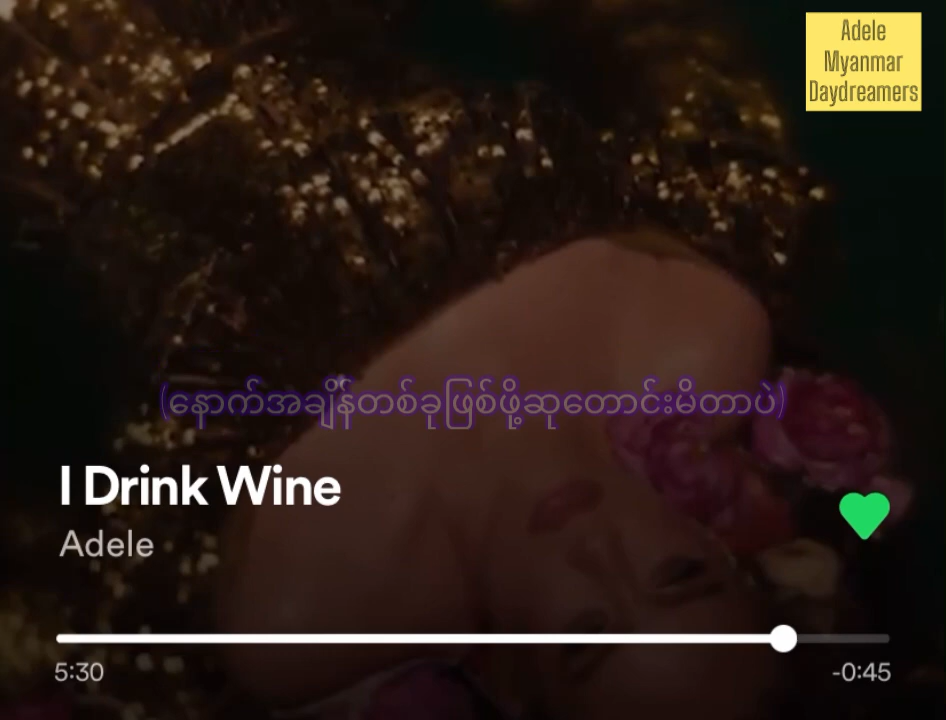 Adele
Myanmar
Daydreamers
(နောက်အချိန်တစ်ခုဖြစ်ဖို့ဆုတောင်းမိတာပဲ)
I Drink Wine
Adele
5:30
-0:45